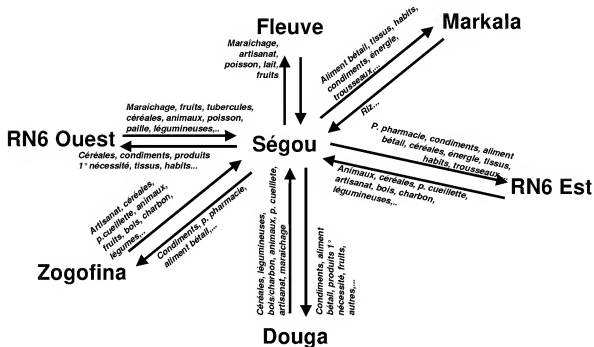 Fleuve
Maraichage,
artisanat,
poisson, lait,
fruits
Markala
Aliment bétail, tissus, habits,
condiments, énergie,
trousseaux,...
Riz...
RN6 Ouest
Maraichage, fruits, tubercules,
céréales, animaux, poisson,
paille, légumineuses,..
Céréales, condiments, produits
1° nécessité, tissus, habits...
Ségou
P. pharmacie, condiments, aliment
bétail, céréales, énergie, tissus,
habits, trousseaux,..
RN6 Est
Animaux, céréales, p. cueillette,
artisanat, bois, charbon,
légumineuses,..
Artisanat, céréales,
p.cueillette, animaux,
fruits, bois, charbon,
légumes,..
Condiments, p. pharmacie,
aliment bétail,...
Zogofina
Céréales, légumineuses,
bois/charbon, animaux, p. cueillette,
artisanat, maraichage
Condiments, aliment
bétail, produits 1°
nécessité, fruits,
autres,...
Douga